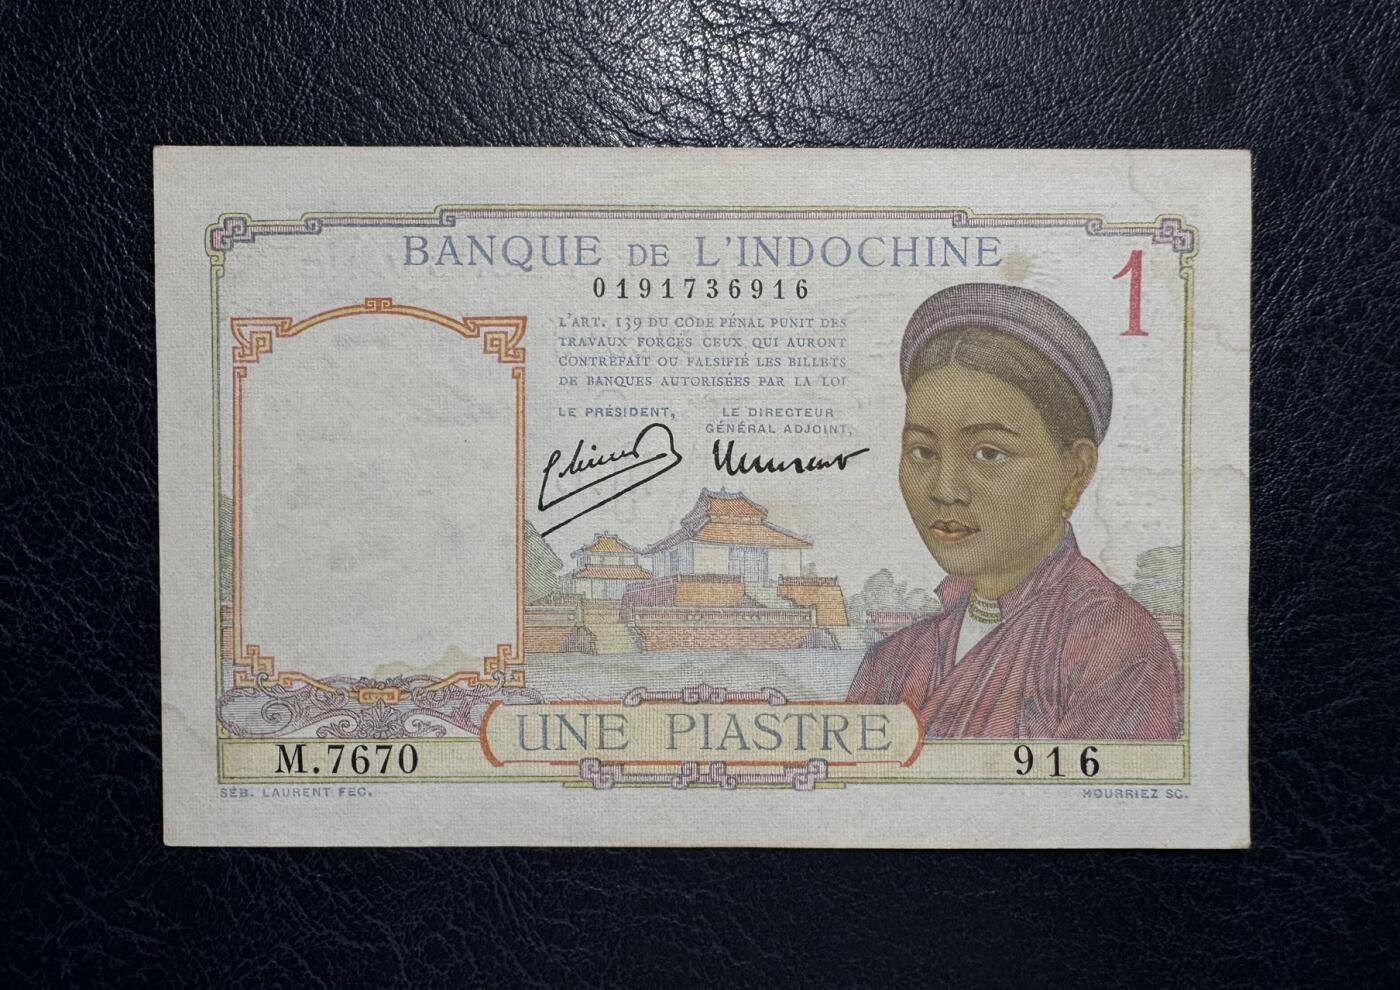 BANQUE DE L'INDOCHINE
0191736916
1
L'ART. 139 DU CODE PÉNAL PUNIT DES
TRAVAUX FORCÉS CEUX QUI AURONT
CONTREFAIT OU FALSIFIÉ LES BILLETS
DE BANQUES AUTORISÉES PAR LA LOI
LE PRÉSIDENT,
LE DIRECTEUR
GÉNÉRAL ADJOINT,
UNE PIASTRE
M.7670
916
SÉB. LAURENT FEC.
HOURRIEZ SC.